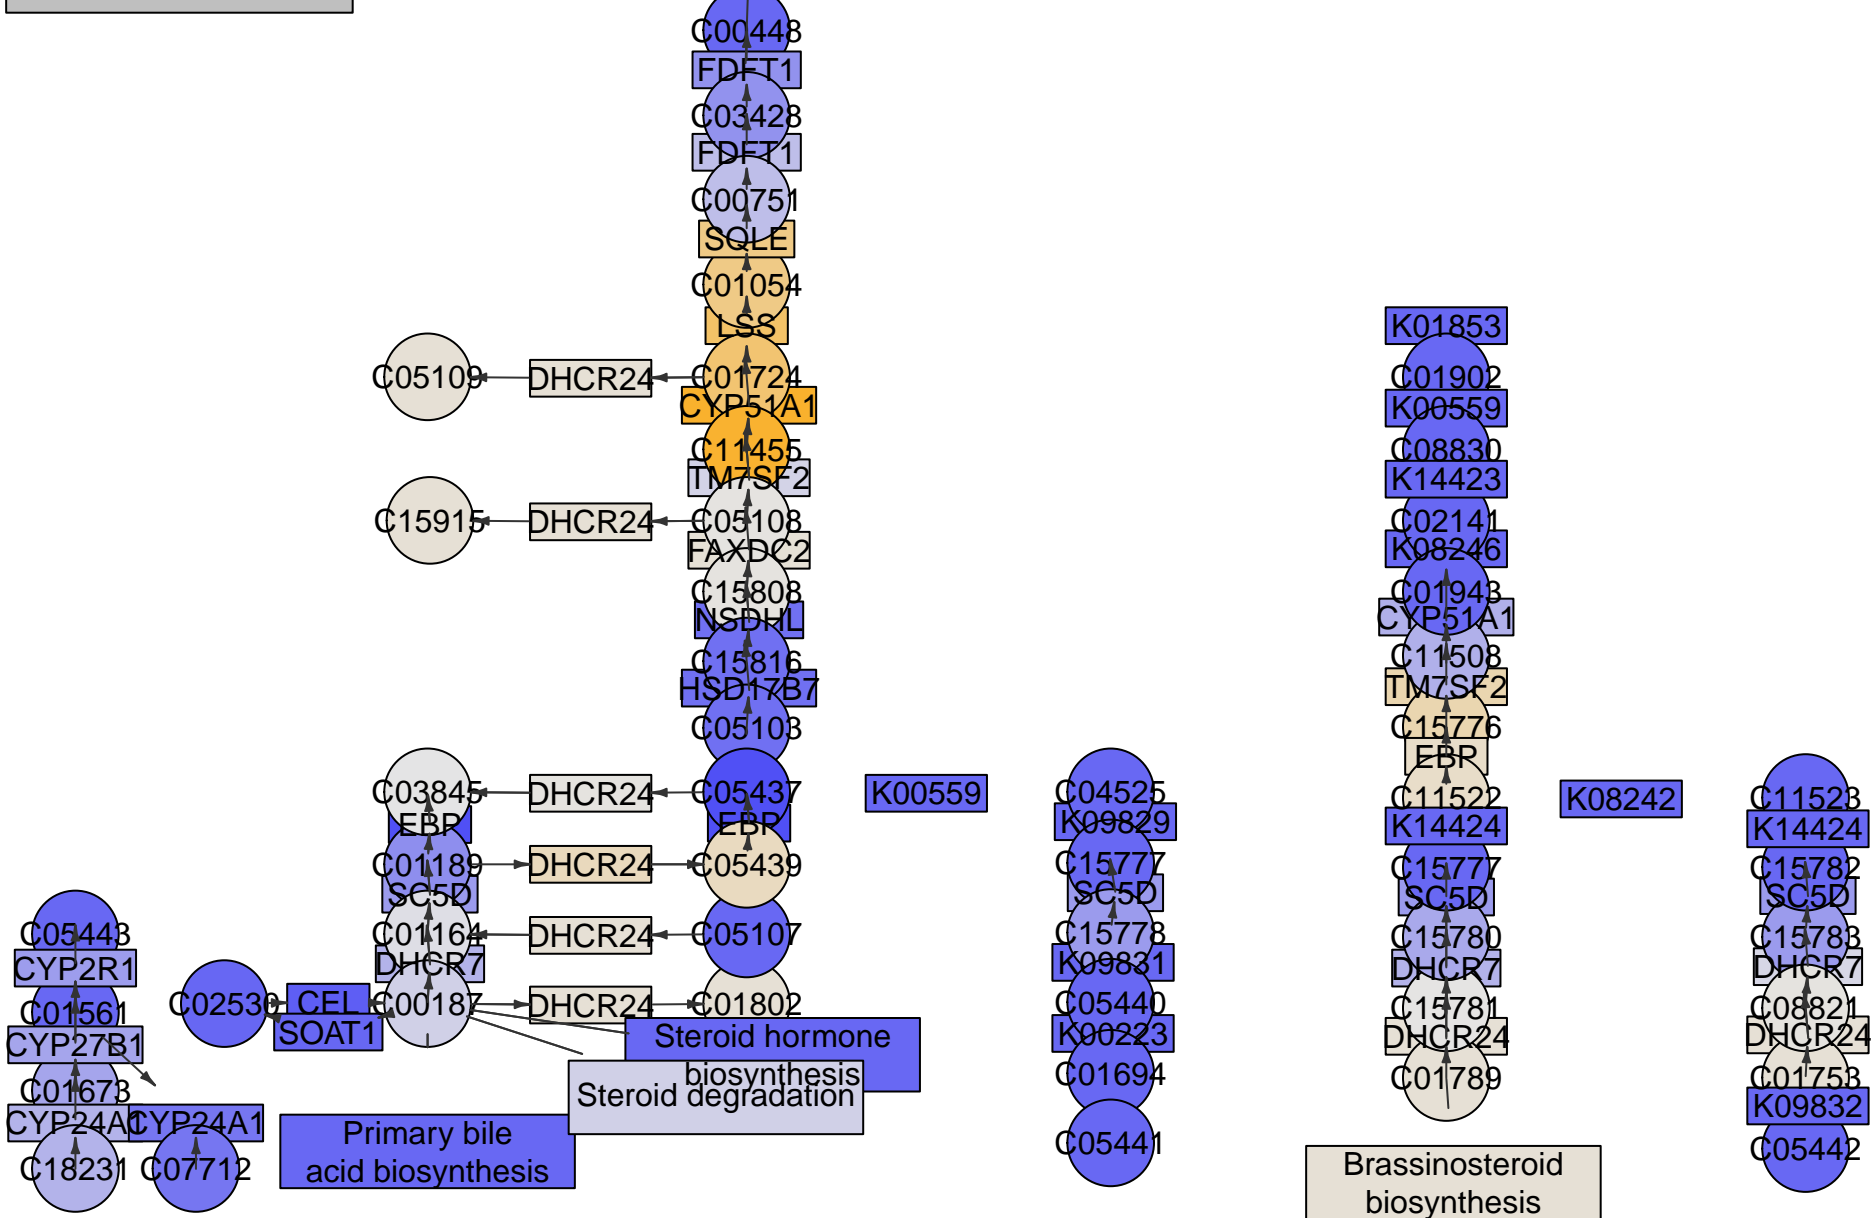 C00448
FDFT1
C03428
FDFT1
C00751
SQLE
C01054
LSS
C05109
DHCR24
C01724
CYP51A1
C11455
TM7SF2
C15915
DHCR24
C05108
FAXDC2
C15808
NSDHL
C15816
HSD17B7
C05103
C03845
DHCR24
C05437
EBP
EBP
C01189
DHCR24
C05439
SC5D
C01164
DHCR24
C05107
DHCR7
C00187
DHCR24
C01802
C02530
CEL
SOAT1
C05443
CYP2R1
C01561
CYP27B1
C01673
CYP24A1
CYP24A1
C18231
C07712
Steroid hormone
biosynthesis
Steroid degradation
Primary bile
acid biosynthesis
K00559
C04525
K09829
C15777
SC5D
C15778
K09831
C05440
K00223
C01694
C05441
K01853
C01902
K00559
C08830
K14423
C02141
K08246
C01943
CYP51A1
C11508
TM7SF2
C15776
EBP
C11522
K14424
C15777
SC5D
C15780
DHCR7
C15781
DHCR24
C01789
Brassinosteroid
biosynthesis
K08242
C11523
K14424
C15782
SC5D
C15783
DHCR7
C08821
DHCR24
C01753
K09832
C05442